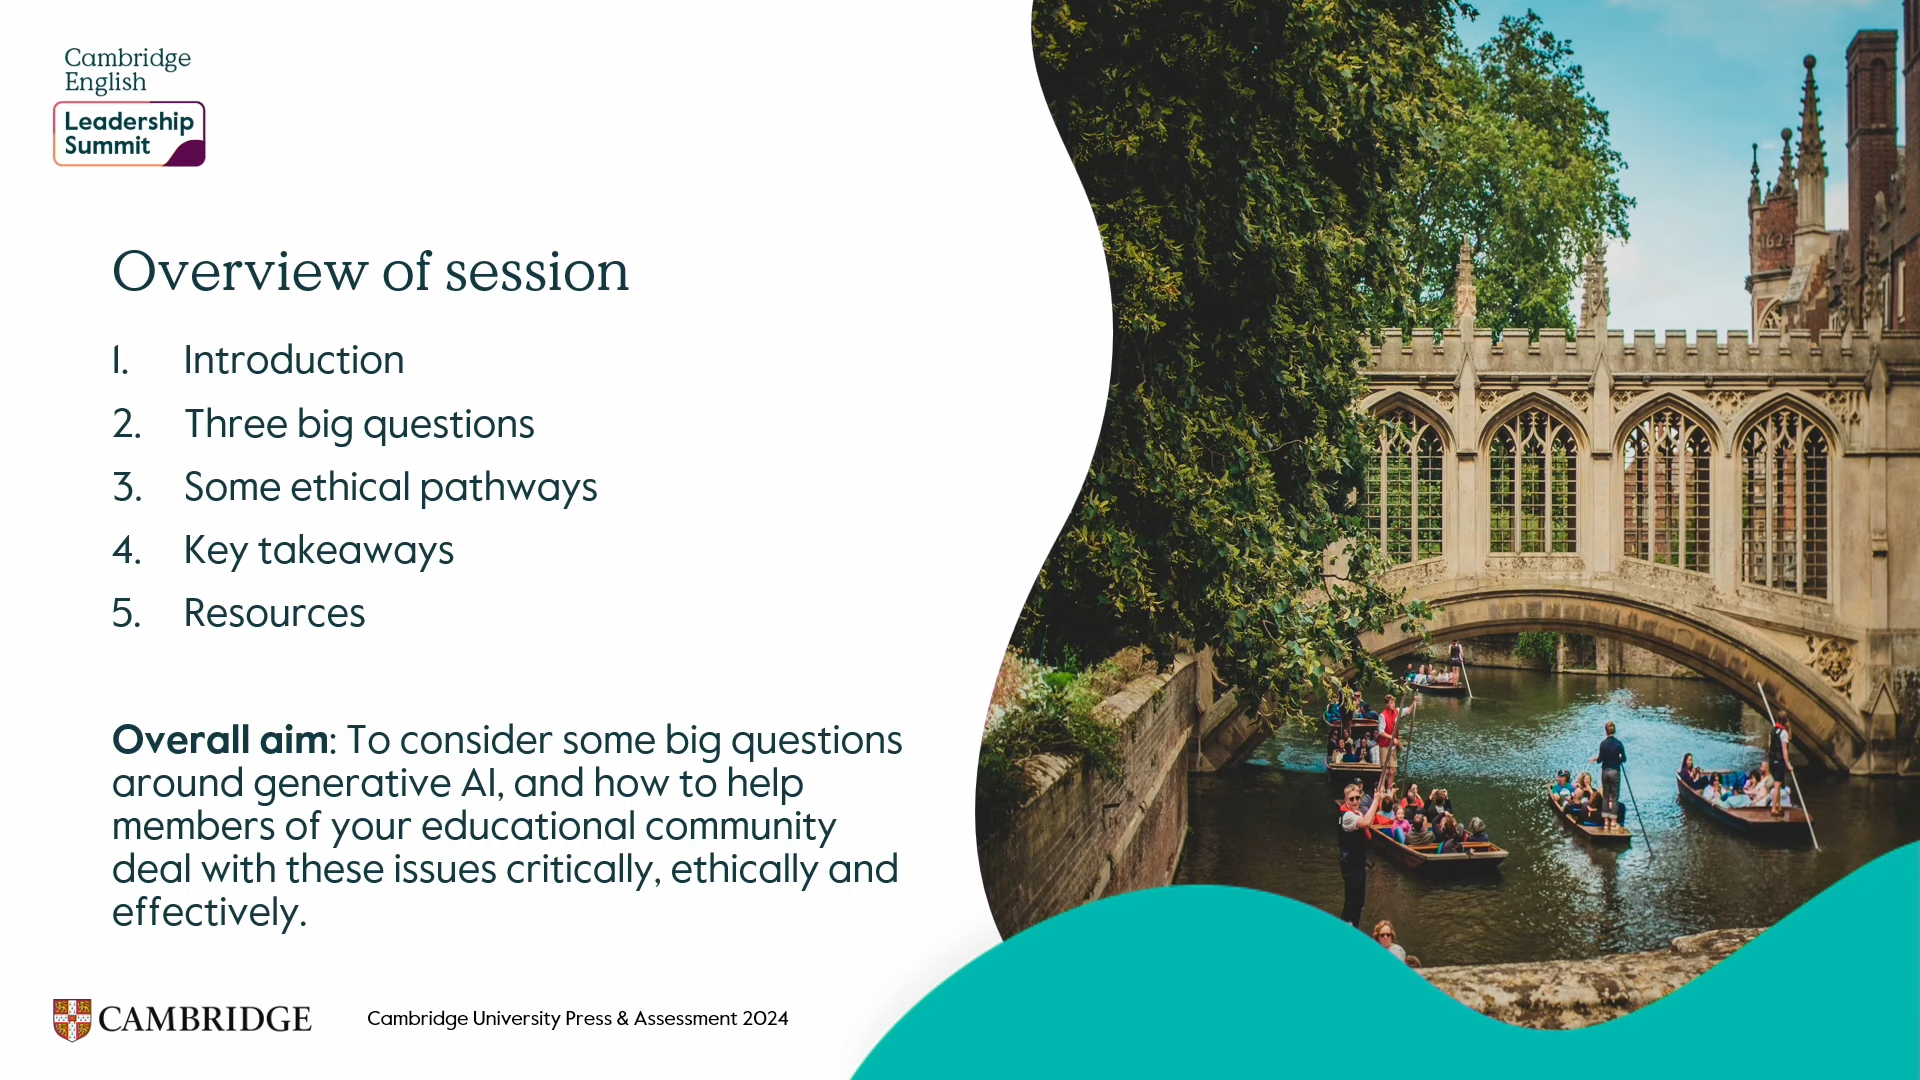 Cambridge
English
Leadership
Summit
Overview of session
1. Introduction
2. Three big questions
3. Some ethical pathways
4. Key takeaways
5. Resources
Overall aim: To consider some big questions
around generative AI, and how to help
members of your educational community
deal with these issues critically, ethically and
effectively.
CAMBRIDGE
Cambridge University Press & Assessment 2024